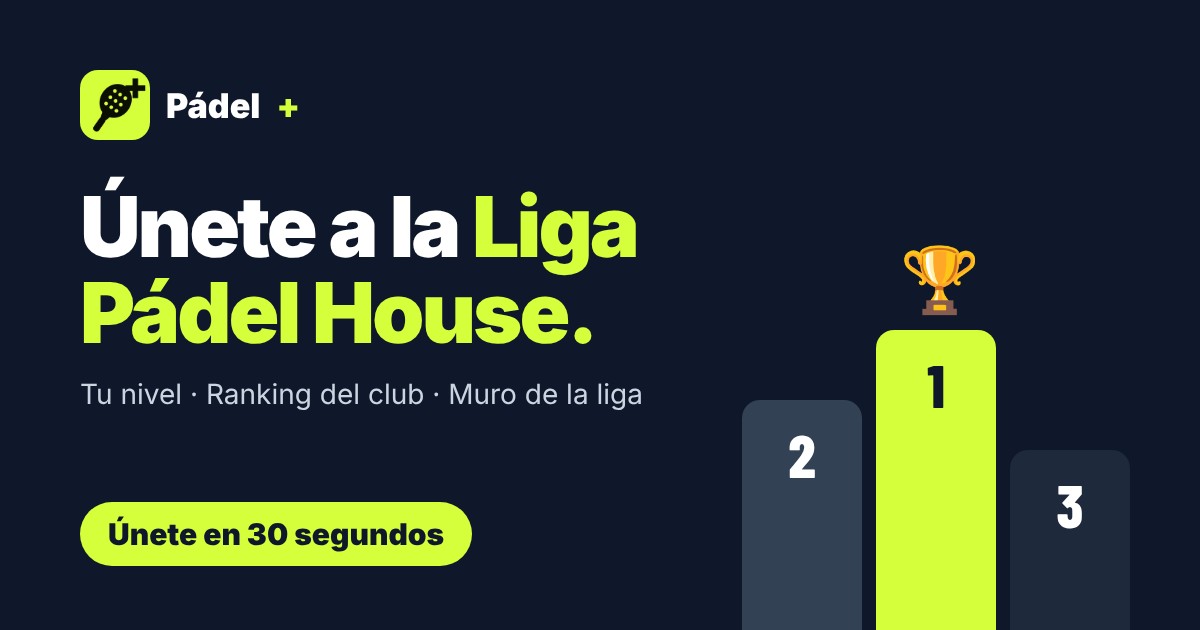 Pádel +
Únete a la Liga
Pádel House.
Tu nivel · Ranking del club · Muro de la liga
Únete en 30 segundos
2
1
3